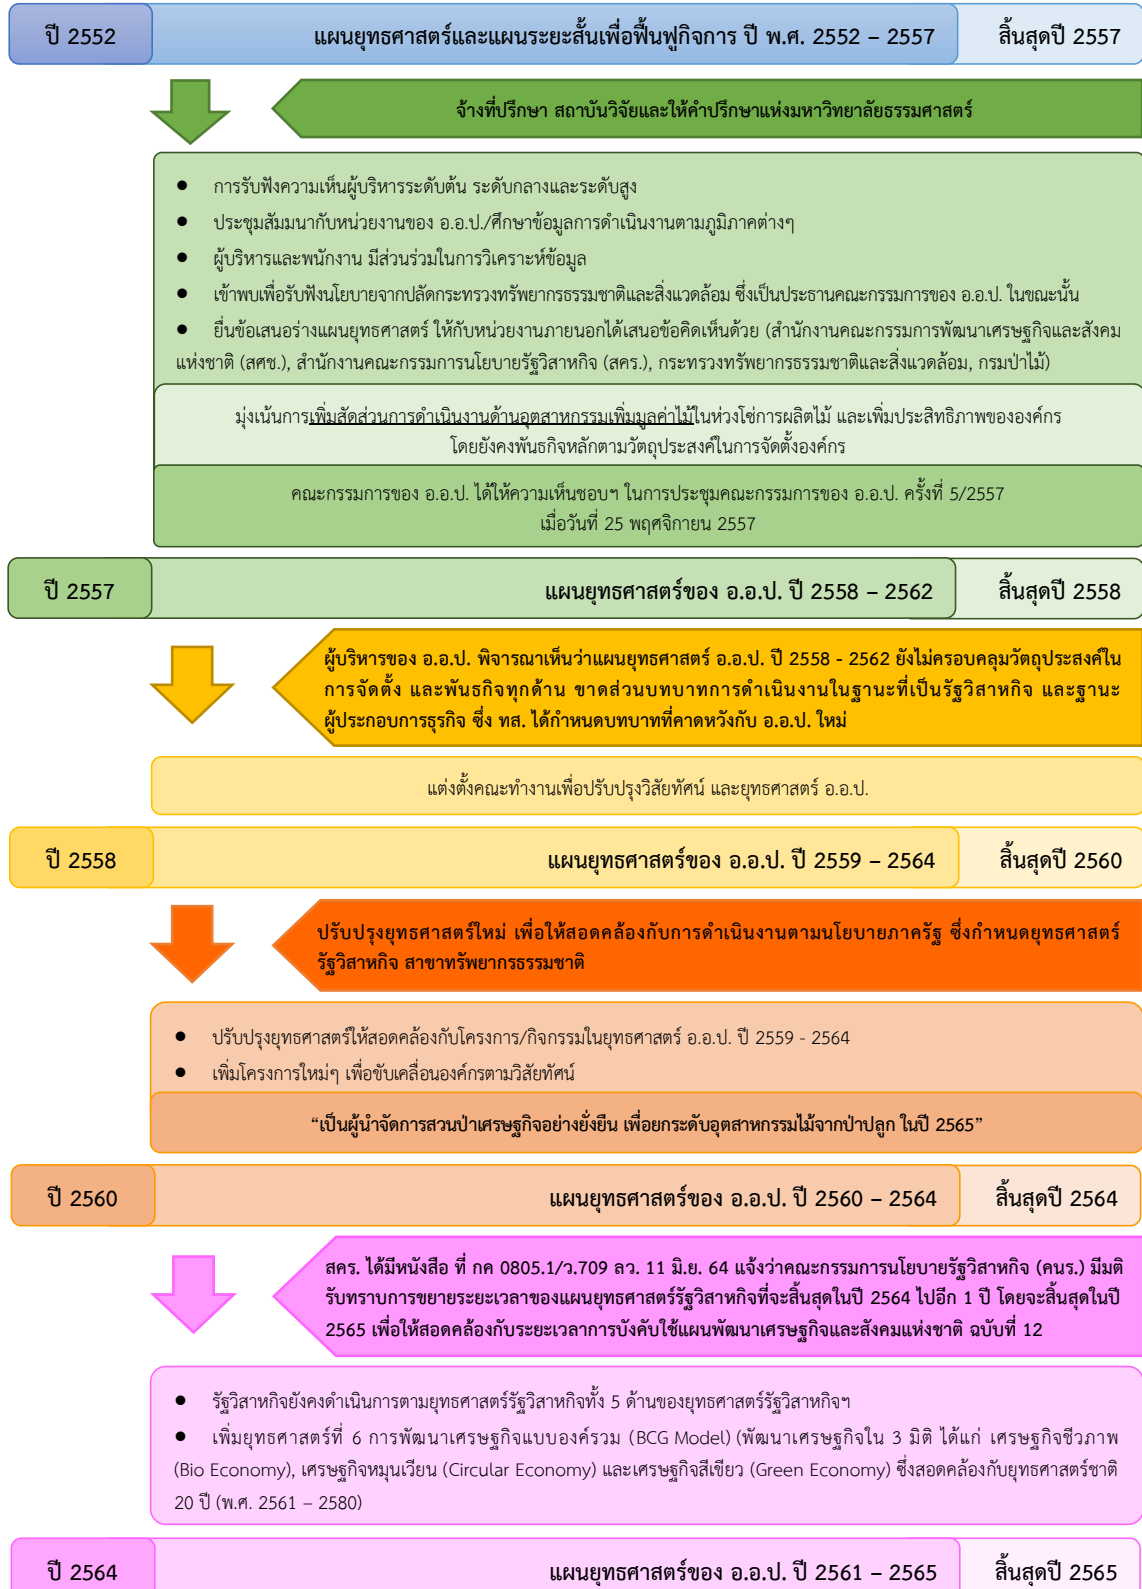 ปี 2552 แผนยุทธศาสตร์และแผนระยะสั้นเพื่อฟื้นฟูกิจการ ปี พ.ศ. 2552 – 2557 สิ้นสุดปี 2557
จ้างที่ปรึกษา สถาบันวิจัยและให้คำปรึกษาแห่งมหาวิทยาลัยธรรมศาสตร์
● การรับฟังความเห็นผู้บริหารระดับต้น ระดับกลางและระดับสูง
● ประชุมสัมมนากับหน่วยงานของ อ.อ.ป./ศึกษาข้อมูลการดำเนินงานตามภูมิภาคต่างๆ
● ผู้บริหารและพนักงาน มีส่วนร่วมในการวิเคราะห์ข้อมูล
● เข้าพบเพื่อรับฟังนโยบายจากปลัดกระทรวงทรัพยากรธรรมชาติและสิ่งแวดล้อม ซึ่งเป็นประธานคณะกรรมการของ อ.อ.ป. ในขณะนั้น
● ยื่นข้อเสนอร่างแผนยุทธศาสตร์ ให้กับหน่วยงานภายนอกได้เสนอข้อคิดเห็นด้วย (สำนักงานคณะกรรมการพัฒนาเศรษฐกิจและสังคม
แห่งชาติ (สศช.), สำนักงานคณะกรรมการนโยบายรัฐวิสาหกิจ (สคร.), กระทรวงทรัพยากรธรรมชาติและสิ่งแวดล้อม, กรมป่าไม้)
มุ่งเน้นการเพิ่มสัดส่วนการดำเนินงานด้านอุตสาหกรรมเพิ่มมูลค่าไม้ในห่วงโซ่การผลิตไม้ และเพิ่มประสิทธิภาพขององค์กร
โดยยังคงพันธกิจหลักตามวัตถุประสงค์ในการจัดตั้งองค์กร
คณะกรรมการของ อ.อ.ป. ได้ให้ความเห็นชอบฯ ในการประชุมคณะกรรมการของ อ.อ.ป. ครั้งที่ 5/2557
เมื่อวันที่ 25 พฤศจิกายน 2557
ปี 2557 แผนยุทธศาสตร์ของ อ.อ.ป. ปี 2558 – 2562 สิ้นสุดปี 2558
ผู้บริหารของ อ.อ.ป. พิจารณาเห็นว่าแผนยุทธศาสตร์ อ.อ.ป. ปี 2558 - 2562 ยังไม่ครอบคลุมวัตถุประสงค์ใน
การจัดตั้ง และพันธกิจทุกด้าน ขาดส่วนบทบาทการดำเนินงานในฐานะที่เป็นรัฐวิสาหกิจ และฐานะ
ผู้ประกอบการธุรกิจ ซึ่ง ทส. ได้กำหนดบทบาทที่คาดหวังกับ อ.อ.ป. ใหม่
แต่งตั้งคณะทำงานเพื่อปรับปรุงวิสัยทัศน์ และยุทธศาสตร์ อ.อ.ป.
ปี 2558 แผนยุทธศาสตร์ของ อ.อ.ป. ปี 2559 – 2564 สิ้นสุดปี 2560
ปรับปรุงยุทธศาสตร์ใหม่ เพื่อให้สอดคล้องกับการดำเนินงานตามนโยบายภาครัฐ ซึ่งกำหนดยุทธศาสตร์
รัฐวิสาหกิจ สาขาทรัพยากรธรรมชาติ
● ปรับปรุงยุทธศาสตร์ให้สอดคล้องกับโครงการ/กิจกรรมในยุทธศาสตร์ อ.อ.ป. ปี 2559 - 2564
● เพิ่มโครงการใหม่ๆ เพื่อขับเคลื่อนองค์กรตามวิสัยทัศน์
“เป็นผู้นำจัดการสวนป่าเศรษฐกิจอย่างยั่งยืน เพื่อยกระดับอุตสาหกรรมไม้จากป่าปลูก ในปี 2565”
ปี 2560 แผนยุทธศาสตร์ของ อ.อ.ป. ปี 2560 – 2564 สิ้นสุดปี 2564
สคร. ได้มีหนังสือ ที่ กค 0805.1/ว.709 ลว. 11 มิ.ย. 64 แจ้งว่าคณะกรรมการนโยบายรัฐวิสาหกิจ (คนร.) มีมติ
รับทราบการขยายระยะเวลาของแผนยุทธศาสตร์รัฐวิสาหกิจที่จะสิ้นสุดในปี 2564 ไปอีก 1 ปี โดยจะสิ้นสุดในปี
2565 เพื่อให้สอดคล้องกับระยะเวลาการบังคับใช้แผนพัฒนาเศรษฐกิจและสังคมแห่งชาติ ฉบับที่ 12
● รัฐวิสาหกิจยังคงดำเนินการตามยุทธศาสตร์รัฐวิสาหกิจทั้ง 5 ด้านของยุทธศาสตร์รัฐวิสาหกิจฯ
● เพิ่มยุทธศาสตร์ที่ 6 การพัฒนาเศรษฐกิจแบบองค์รวม (BCG Model) (พัฒนาเศรษฐกิจใน 3 มิติ ได้แก่ เศรษฐกิจชีวภาพ
(Bio Economy), เศรษฐกิจหมุนเวียน (Circular Economy) และเศรษฐกิจสีเขียว (Green Economy) ซึ่งสอดคล้องกับยุทธศาสตร์ชาติ
20 ปี (พ.ศ. 2561 – 2580)
ปี 2564 แผนยุทธศาสตร์ของ อ.อ.ป. ปี 2561 – 2565 สิ้นสุดปี 2565